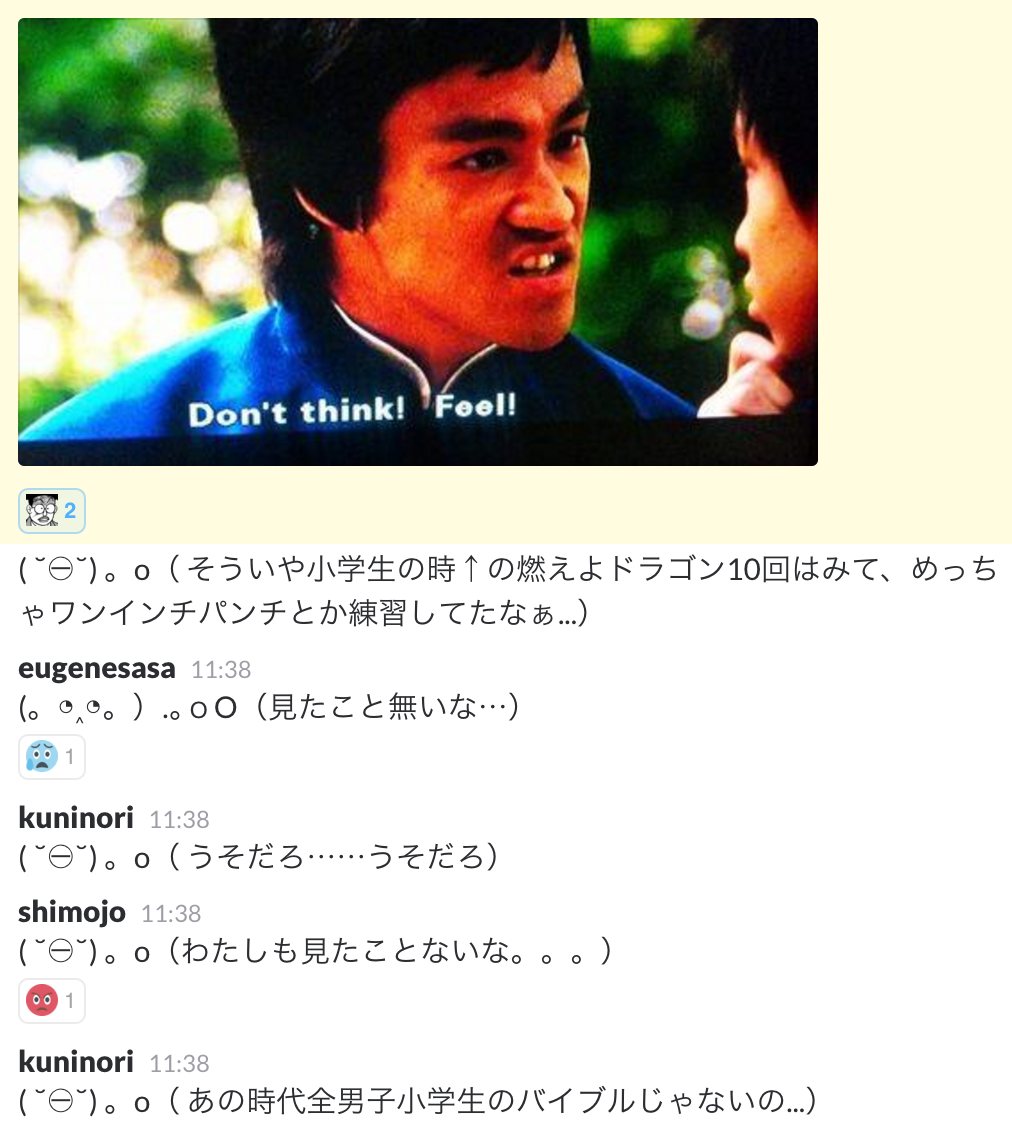 Don't think! Feel!
2
( ˘⊖˘) 。o（ そういや小学生の時↑の燃えよドラゴン10回はみて、めっち
ゃワンインチパンチとか練習してたなぁ...）
eugenesasa 11:38
(。◔‸◔。）.｡ｏO（見たこと無いな…）
1
kuninori 11:38
( ˘⊖˘) 。o（ うそだろ……うそだろ）
shimojo 11:38
( ˘⊖˘) 。o（わたしも見たことないな。。。）
1
kuninori 11:38
( ˘⊖˘) 。o（ あの時代全男子小学生のバイブルじゃないの...）